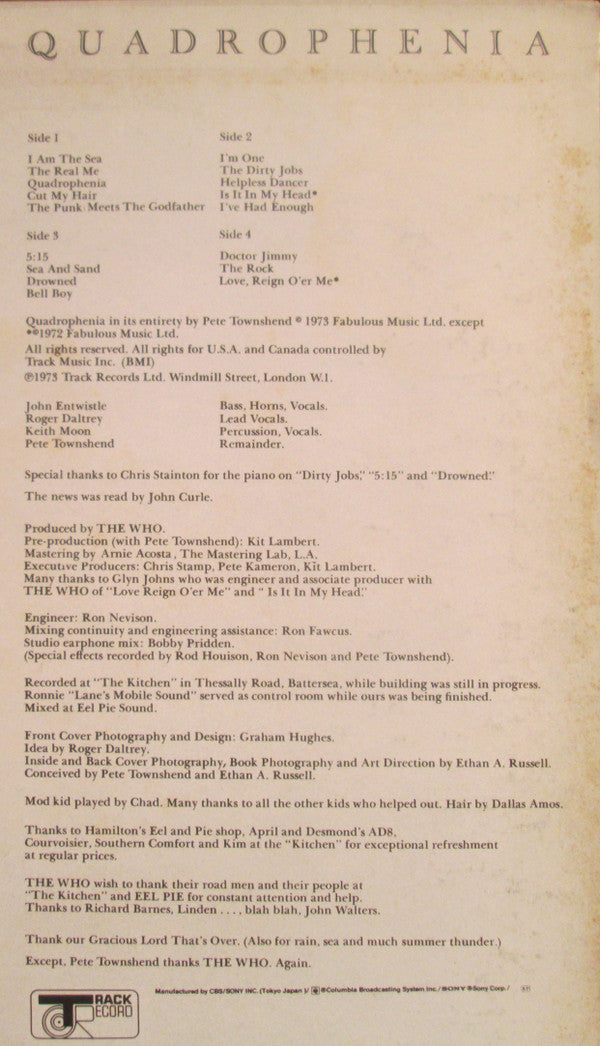 QUADROPHENIA
Side 1
I Am The Sea
The Real Me
Quadrophenia
Cut My Hair
The Punk Meets The Godfather
Side 2
I'm One
The Dirty Jobs
Helpless Dancer
Is It In My Head*
I've Had Enough
Side 3
5:15
Sea And Sand
Drowned
Bell Boy
Side 4
Doctor Jimmy
The Rock
Love, Reign O'er Me*
Quadrophenia in its entirety by Pete Townshend © 1973 Fabulous Music Ltd. except
*©1972 Fabulous Music Ltd.
All rights reserved. All rights for U.S.A. and Canada controlled by
Track Music Inc. (BMI)
℗1973 Track Records Ltd. Windmill Street, London W.1.
John Entwistle Bass, Horns, Vocals.
Roger Daltrey Lead Vocals.
Keith Moon Percussion, Vocals.
Pete Townshend Remainder.
Special thanks to Chris Stainton for the piano on "Dirty Jobs," "5:15" and "Drowned."
The news was read by John Curle.
Produced by THE WHO.
Pre-production (with Pete Townshend): Kit Lambert.
Mastering by Arnie Acosta, The Mastering Lab, L.A.
Executive Producers: Chris Stamp, Pete Kameron, Kit Lambert.
Many thanks to Glyn Johns who was engineer and associate producer with
THE WHO of "Love Reign O'er Me" and "Is It In My Head."
Engineer: Ron Nevison.
Mixing continuity and engineering assistance: Ron Fawcus.
Studio earphone mix: Bobby Pridden.
(Special effects recorded by Rod Houison, Ron Nevison and Pete Townshend).
Recorded at "The Kitchen" in Thessally Road, Battersea, while building was still in progress.
Ronnie "Lane's Mobile Sound" served as control room while ours was being finished.
Mixed at Eel Pie Sound.
Front Cover Photography and Design: Graham Hughes.
Idea by Roger Daltrey.
Inside and Back Cover Photography, Book Photography and Art Direction by Ethan A. Russell.
Conceived by Pete Townshend and Ethan A. Russell.
Mod kid played by Chad. Many thanks to all the other kids who helped out. Hair by Dallas Amos.
Thanks to Hamilton's Eel and Pie shop, April and Desmond's AD8,
Courvoisier, Southern Comfort and Kim at the "Kitchen" for exceptional refreshment
at regular prices.
THE WHO wish to thank their road men and their people at
"The Kitchen" and EEL PIE for constant attention and help.
Thanks to Richard Barnes, Linden . . . , blah blah, John Walters.
Thank our Gracious Lord That's Over. (Also for rain, sea and much summer thunder.)
Except, Pete Townshend thanks THE WHO. Again.
Manufactured by CBS/SONY INC. (Tokyo Japan)/ ®Columbia Broadcasting System Inc./ SONY ®Sony Corp./
TRACK
RECORD